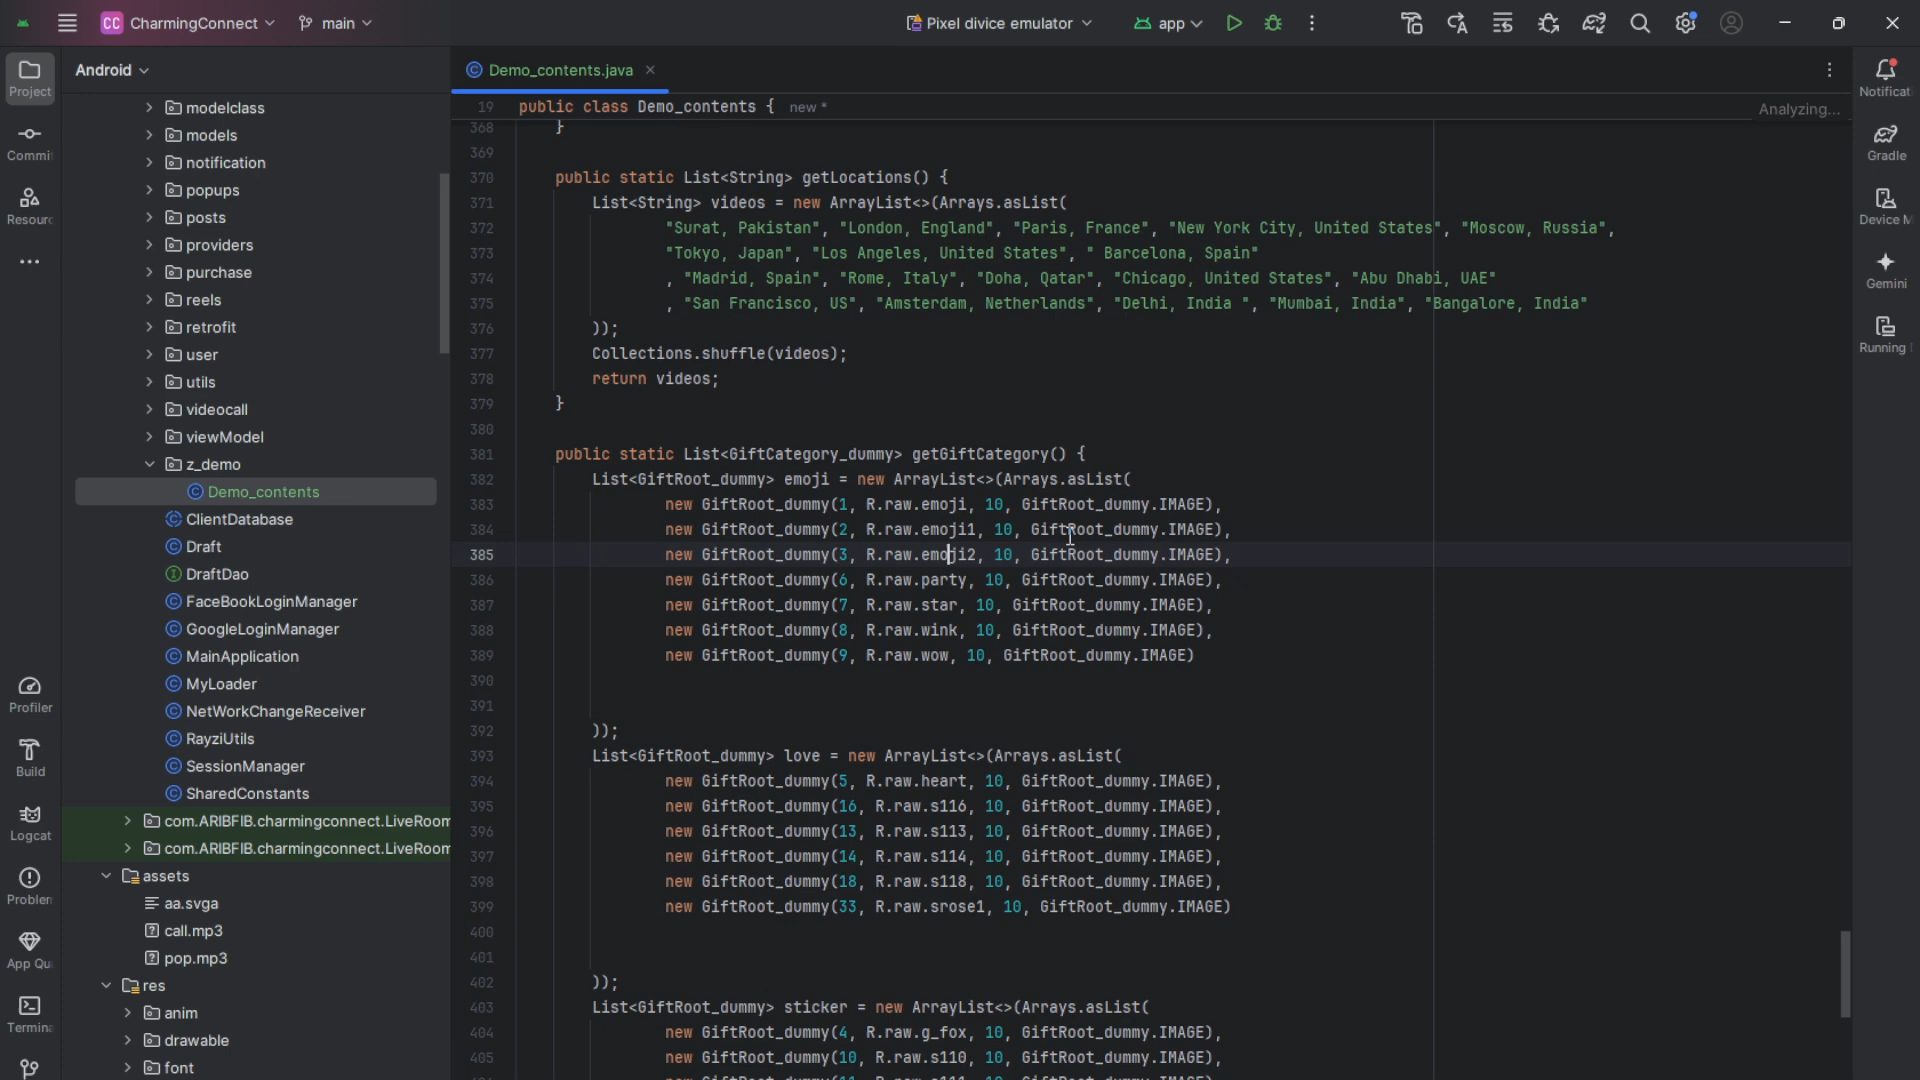 CC CharmingConnect main Pixel divice emulator app
Android
Demo_contents.java
Project
Commi
Resourc
Profiler
Build
Logcat
Problen
App Qu
Termina
modelclass
models
notification
popups
posts
providers
purchase
reels
retrofit
user
utils
videocall
viewModel
z_demo
Demo_contents
ClientDatabase
Draft
DraftDao
FaceBookLoginManager
GoogleLoginManager
MainApplication
MyLoader
NetWorkChangeReceiver
RayziUtils
SessionManager
SharedConstants
com.ARIBFIB.charmingconnect.LiveRoom
com.ARIBFIB.charmingconnect.LiveRoom
assets
aa.svga
call.mp3
pop.mp3
res
anim
drawable
font
19 public class Demo_contents { new *
Analyzing...
368 }
369
370 public static List<String> getLocations() {
371 List<String> videos = new ArrayList<>(Arrays.asList(
372 "Surat, Pakistan", "London, England", "Paris, France", "New York City, United States", "Moscow, Russia",
373 "Tokyo, Japan", "Los Angeles, United States", " Barcelona, Spain"
374 , "Madrid, Spain", "Rome, Italy", "Doha, Qatar", "Chicago, United States", "Abu Dhabi, UAE"
375 , "San Francisco, US", "Amsterdam, Netherlands", "Delhi, India ", "Mumbai, India", "Bangalore, India"
376 ));
377 Collections.shuffle(videos);
378 return videos;
379 }
380
381 public static List<GiftCategory_dummy> getGiftCategory() {
382 List<GiftRoot_dummy> emoji = new ArrayList<>(Arrays.asList(
383 new GiftRoot_dummy(1, R.raw.emoji, 10, GiftRoot_dummy.IMAGE),
384 new GiftRoot_dummy(2, R.raw.emoji1, 10, GiftRoot_dummy.IMAGE),
385 new GiftRoot_dummy(3, R.raw.emoji2, 10, GiftRoot_dummy.IMAGE),
386 new GiftRoot_dummy(6, R.raw.party, 10, GiftRoot_dummy.IMAGE),
387 new GiftRoot_dummy(7, R.raw.star, 10, GiftRoot_dummy.IMAGE),
388 new GiftRoot_dummy(8, R.raw.wink, 10, GiftRoot_dummy.IMAGE),
389 new GiftRoot_dummy(9, R.raw.wow, 10, GiftRoot_dummy.IMAGE)
390
391
392 ));
393 List<GiftRoot_dummy> love = new ArrayList<>(Arrays.asList(
394 new GiftRoot_dummy(5, R.raw.heart, 10, GiftRoot_dummy.IMAGE),
395 new GiftRoot_dummy(16, R.raw.s116, 10, GiftRoot_dummy.IMAGE),
396 new GiftRoot_dummy(13, R.raw.s113, 10, GiftRoot_dummy.IMAGE),
397 new GiftRoot_dummy(14, R.raw.s114, 10, GiftRoot_dummy.IMAGE),
398 new GiftRoot_dummy(18, R.raw.s118, 10, GiftRoot_dummy.IMAGE),
399 new GiftRoot_dummy(33, R.raw.srose1, 10, GiftRoot_dummy.IMAGE)
400
401
402 ));
403 List<GiftRoot_dummy> sticker = new ArrayList<>(Arrays.asList(
404 new GiftRoot_dummy(4, R.raw.g_fox, 10, GiftRoot_dummy.IMAGE),
405 new GiftRoot_dummy(10, R.raw.s110, 10, GiftRoot_dummy.IMAGE),
Notificat
Gradle
Device M
Gemini
Running